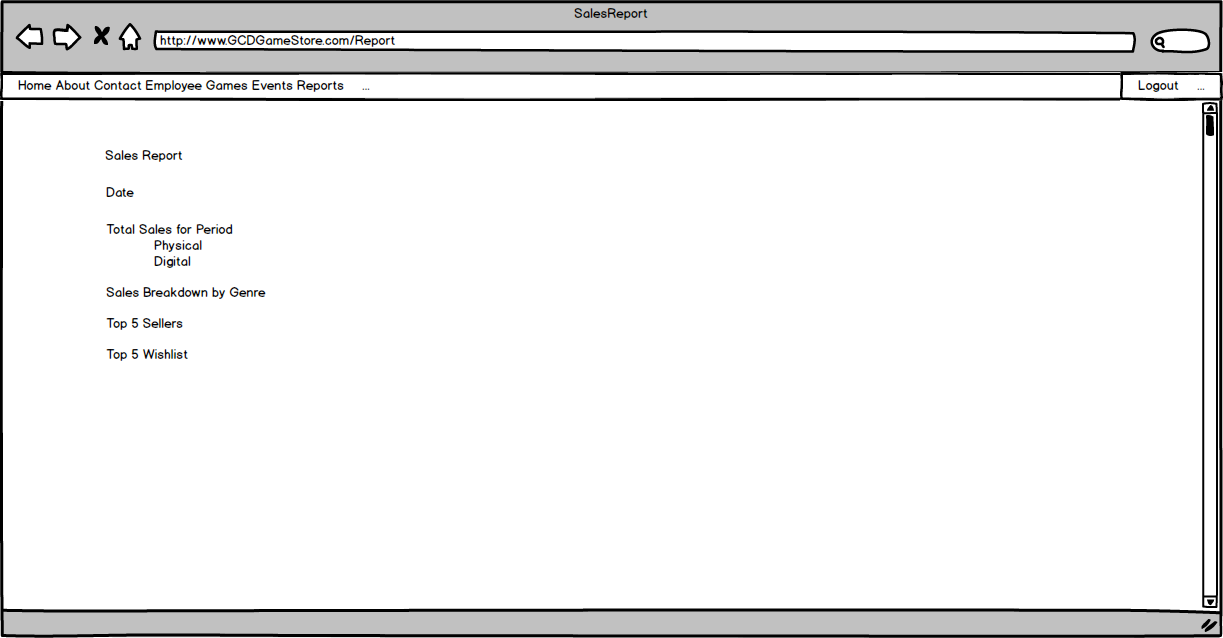 SalesReport
http://www.GCDGameStore.com/Report
Home About Contact Employee Games Events Reports ... Logout ...
Sales Report
Date
Total Sales for Period
Physical
Digital
Sales Breakdown by Genre
Top 5 Sellers
Top 5 Wishlist